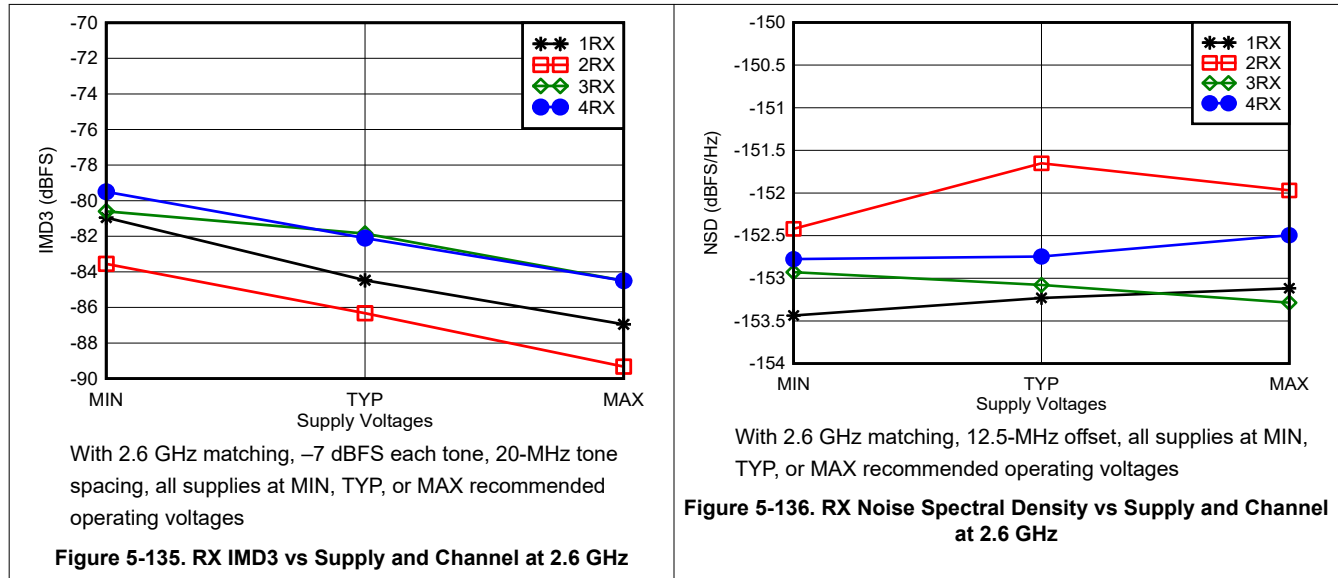 -70
-72
-74
-76
-78
-80
-82
-84
-86
-88
-90
IMD3 (dBFS)
1RX
2RX
3RX
4RX
MIN
TYP
MAX
Supply Voltages
With 2.6 GHz matching, –7 dBFS each tone, 20-MHz tone
spacing, all supplies at MIN, TYP, or MAX recommended
operating voltages
Figure 5-135. RX IMD3 vs Supply and Channel at 2.6 GHz
-150
-150.5
-151
-151.5
-152
-152.5
-153
-153.5
-154
NSD (dBFS/Hz)
1RX
2RX
3RX
4RX
MIN
TYP
MAX
Supply Voltages
With 2.6 GHz matching, 12.5-MHz offset, all supplies at MIN,
TYP, or MAX recommended operating voltages
Figure 5-136. RX Noise Spectral Density vs Supply and Channel
at 2.6 GHz